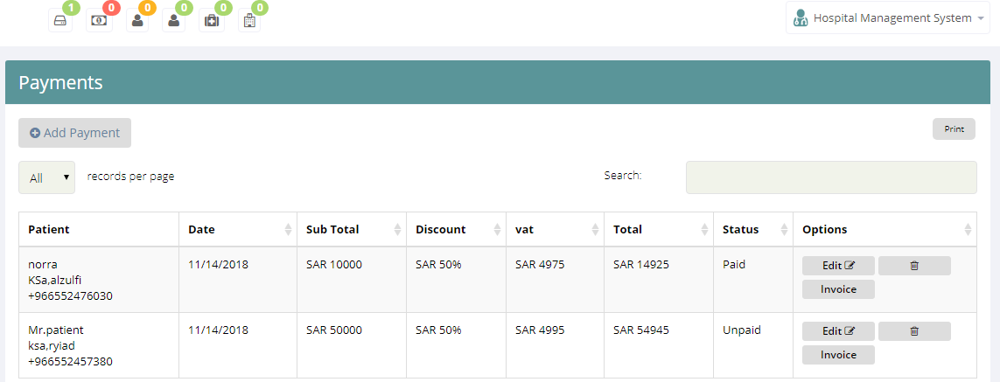 1 0 0 0 0 0
Hospital Management System
Payments
Add Payment
Print
All records per page
Search:
Patient Date Sub Total Discount vat Total Status Options
norra 11/14/2018 SAR 10000 SAR 50% SAR 4975 SAR 14925 Paid Edit
KSa,alzulfi
+966552476030
Invoice
Mr.patient 11/14/2018 SAR 50000 SAR 50% SAR 4995 SAR 54945 Unpaid Edit
ksa,ryiad
+966552457380
Invoice